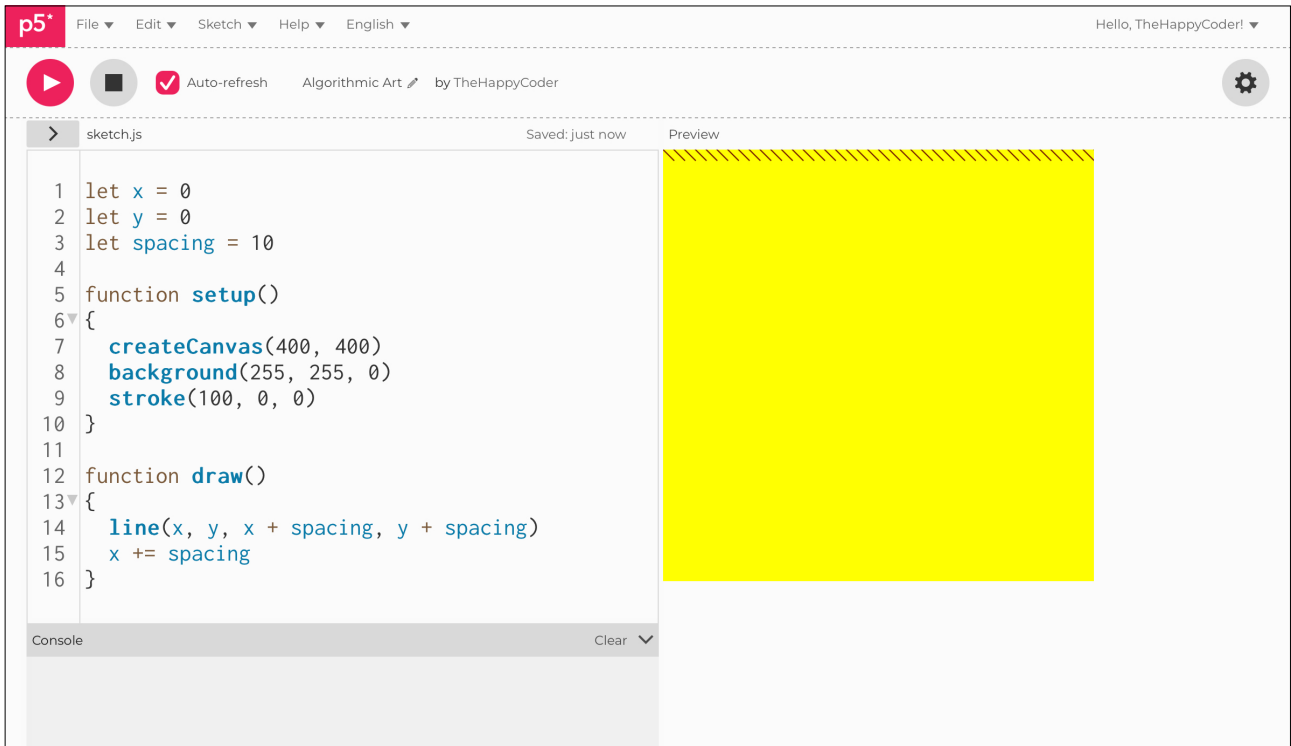 p5* File Edit Sketch Help English Hello, TheHappyCoder!
Auto-refresh Algorithmic Art by TheHappyCoder
> sketch.js Saved: just now Preview
1 let x = 0
2 let y = 0
3 let spacing = 10
4
5 function setup()
6 {
7   createCanvas(400, 400)
8   background(255, 255, 0)
9   stroke(100, 0, 0)
10 }
11
12 function draw()
13 {
14   line(x, y, x + spacing, y + spacing)
15   x += spacing
16 }
Console Clear